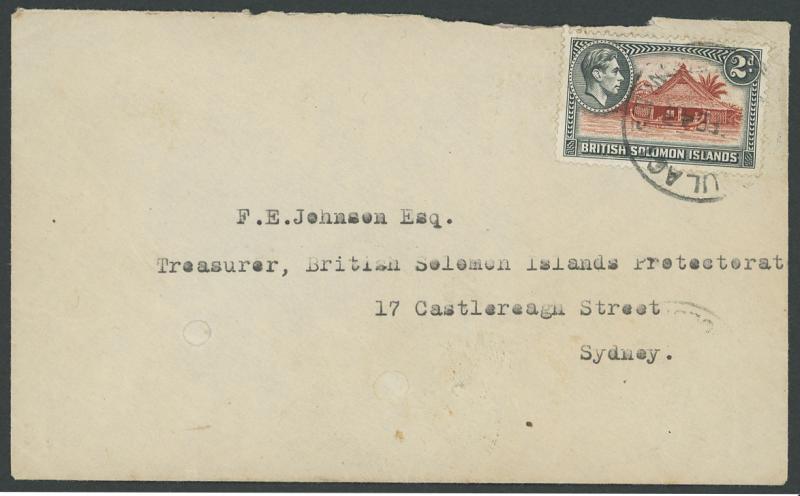 2d
BRITISH SOLOMON ISLANDS
F.E.Johnson Esq.
Treasurer, British Solomon Islands Protectorat
17 Castlereagh Street
Sydney.